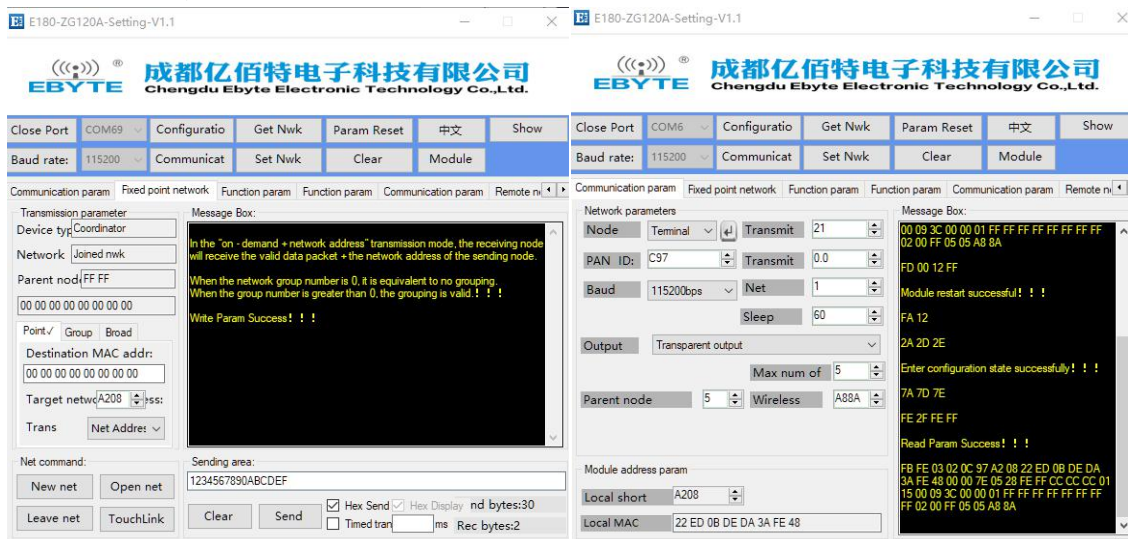 E180-ZG120A-Setting-V1.1
EBYTE ®
成都亿佰特电子科技有限公司
Chengdu Ebyte Electronic Technology Co.,Ltd.
Close Port COM69 Configuratio Get Nwk Param Reset 中文 Show
Baud rate: 115200 Communicat Set Nwk Clear Module
Communication param Fixed point network Function param Function param Communication param Remote n
Transmission parameter
Device typ Coordinator
Network Joined nwk
Parent nod FF FF
00 00 00 00 00 00 00 00
Point✓ Group Broad
Destination MAC addr:
00 00 00 00 00 00 00 00
Target netwo A208 ess:
Trans Net Addres
Message Box:
In the "on - demand + network address" transmission mode, the receiving node
will receive the valid data packet + the network address of the sending node.
When the network group number is 0, it is equivalent to no grouping.
When the group number is greater than 0, the grouping is valid.！！！
Write Param Success！！！
Net command:
New net Open net
Leave net TouchLink
Sending area:
1234567890ABCDEF
Clear Send
Hex Send Hex Display nd bytes:30
Timed tran ms Rec bytes:2
E180-ZG120A-Setting-V1.1
EBYTE ®
成都亿佰特电子科技有限公司
Chengdu Ebyte Electronic Technology Co.,Ltd.
Close Port COM6 Configuratio Get Nwk Param Reset 中文 Show
Baud rate: 115200 Communicat Set Nwk Clear Module
Communication param Fixed point network Function param Function param Communication param Remote n
Network parameters
Node Teminal Transmit 21
PAN ID: C97 Transmit 0.0
Baud 115200bps Net 1
Sleep 60
Output Transparent output
Max num of 5
Parent node 5 Wireless A88A
Module address param
Local short A208
Local MAC 22 ED 0B DE DA 3A FE 48
Message Box:
00 09 3C 00 00 01 FF FF FF FF FF FF FF FF
02 00 FF 05 05 A8 8A
FD 00 12 FF
Module restart successful！！！
FA 12
2A 2D 2E
Enter configuration state successfully！！！
7A 7D 7E
FE 2F FE FF
Read Param Success！！！
FB FE 03 02 0C 97 A2 08 22 ED 0B DE DA
3A FE 48 00 00 7E 05 28 FE FF CC CC CC 01
15 00 09 3C 00 00 01 FF FF FF FF FF FF FF
FF 02 00 FF 05 05 A8 8A